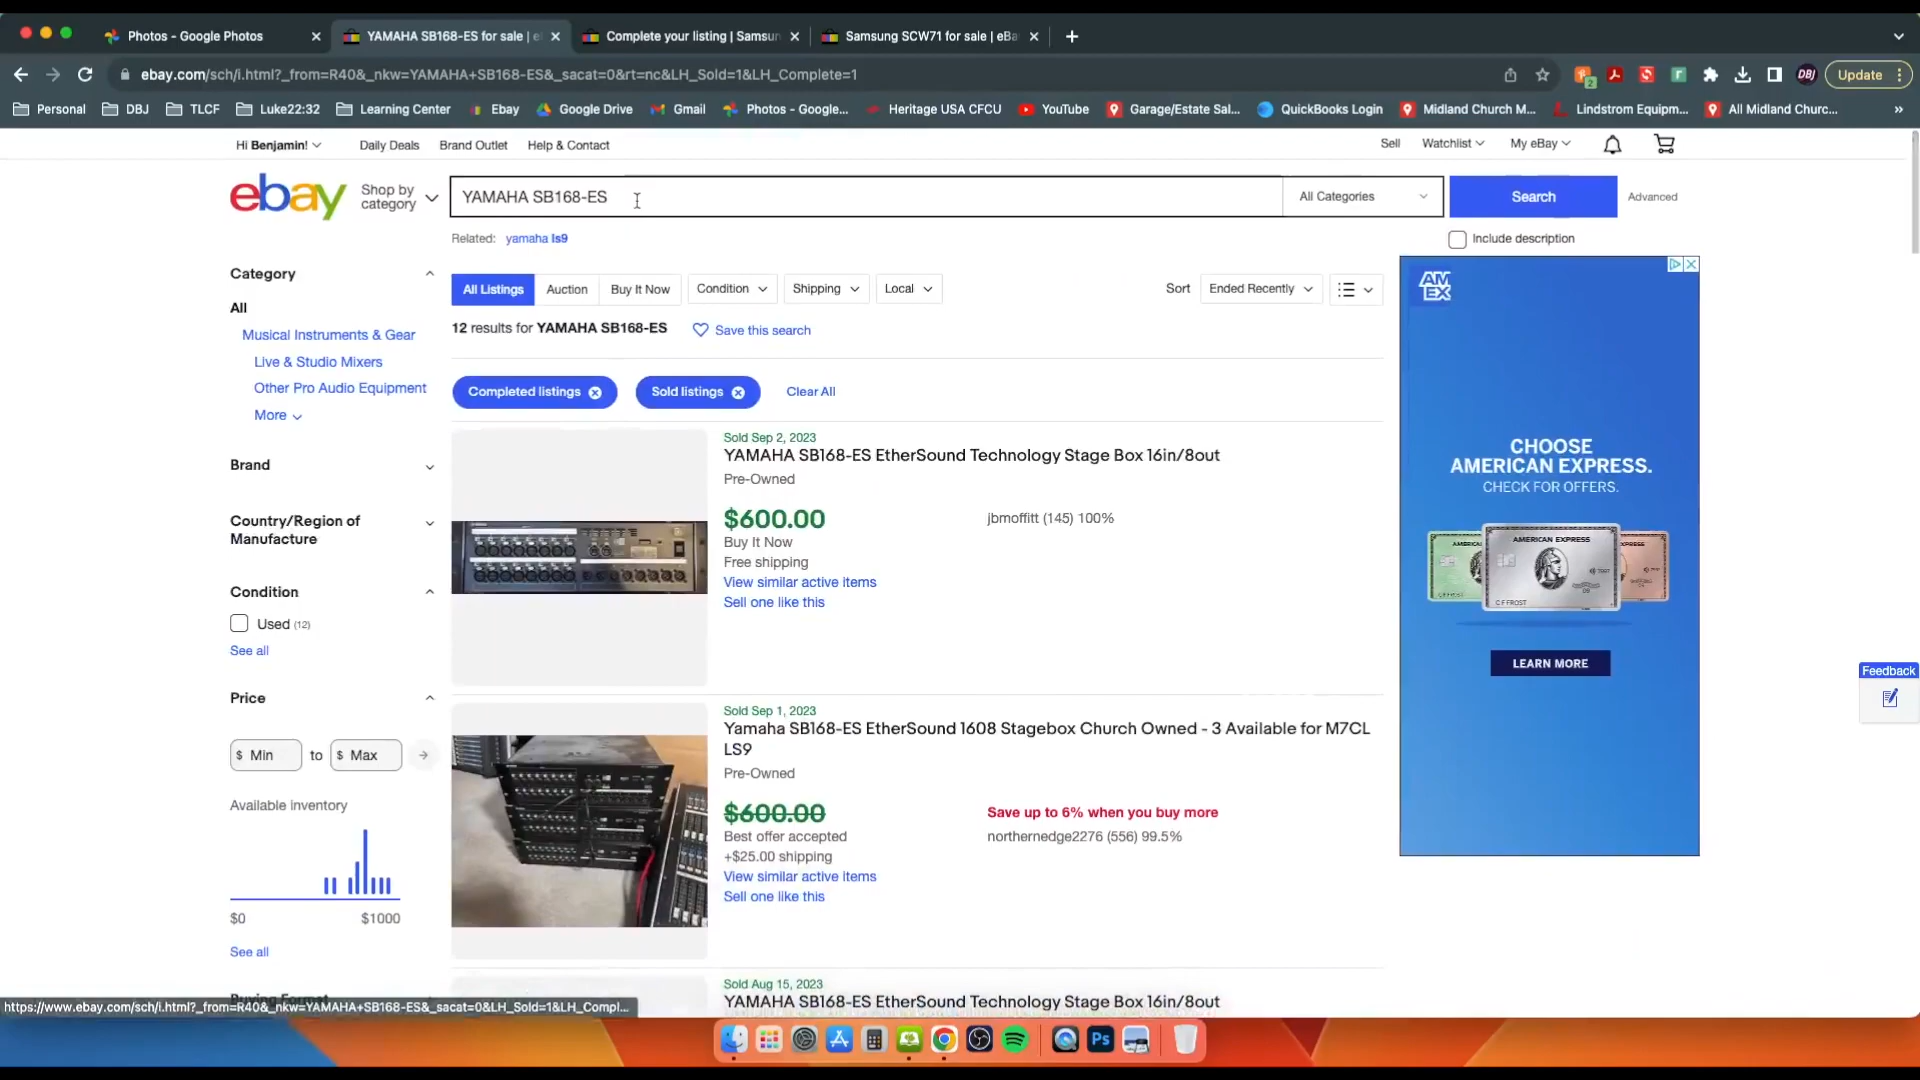 Photos - Google Photos
YAMAHA SB168-ES for sale | e
Complete your listing | Samsun
Samsung SCW71 for sale | eBa
ebay.com/sch/i.html?_from=R40&_nkw=YAMAHA+SB168-ES&_sacat=0&rt=nc&LH_Sold=1&LH_Complete=1
2
DBJ
Update
Personal
DBJ
TLCF
Luke22:32
Learning Center
Ebay
Google Drive
Gmail
Photos - Google...
Heritage USA CFCU
YouTube
Garage/Estate Sal...
QuickBooks Login
Midland Church M...
Lindstrom Equipm...
All Midland Churc...
»
Hi Benjamin!
Daily Deals
Brand Outlet
Help & Contact
Sell
Watchlist
My eBay
ebay
Shop by category
YAMAHA SB168-ES
All Categories
Search
Advanced
Related: yamaha ls9
Include description
Category
All
Musical Instruments & Gear
Live & Studio Mixers
Other Pro Audio Equipment
More
Brand
Country/Region of
Manufacture
Condition
Used (12)
See all
Price
$ Min to $ Max
Available inventory
$0 $1000
See all
Buying Format
All Listings
Auction
Buy It Now
Condition
Shipping
Local
Sort
Ended Recently
12 results for YAMAHA SB168-ES
Save this search
Completed listings
Sold listings
Clear All
Sold Sep 2, 2023
YAMAHA SB168-ES EtherSound Technology Stage Box 16in/8out
Pre-Owned
$600.00
jbmoffitt (145) 100%
Buy It Now
Free shipping
View similar active items
Sell one like this
Sold Sep 1, 2023
Yamaha SB168-ES EtherSound 1608 Stagebox Church Owned - 3 Available for M7CL
LS9
Pre-Owned
$600.00
Save up to 6% when you buy more
Best offer accepted
northernedge2276 (556) 99.5%
+$25.00 shipping
View similar active items
Sell one like this
Sold Aug 15, 2023
YAMAHA SB168-ES EtherSound Technology Stage Box 16in/8out
AM
EX
CHOOSE
AMERICAN EXPRESS.
CHECK FOR OFFERS.
AMERICAN EXPRESS
C F FROST
LEARN MORE
Feedback
https://www.ebay.com/sch/i.html?_from=R40&_nkw=YAMAHA+SB168-ES&_sacat=0&LH_Sold=1&LH_Compl...
Ps